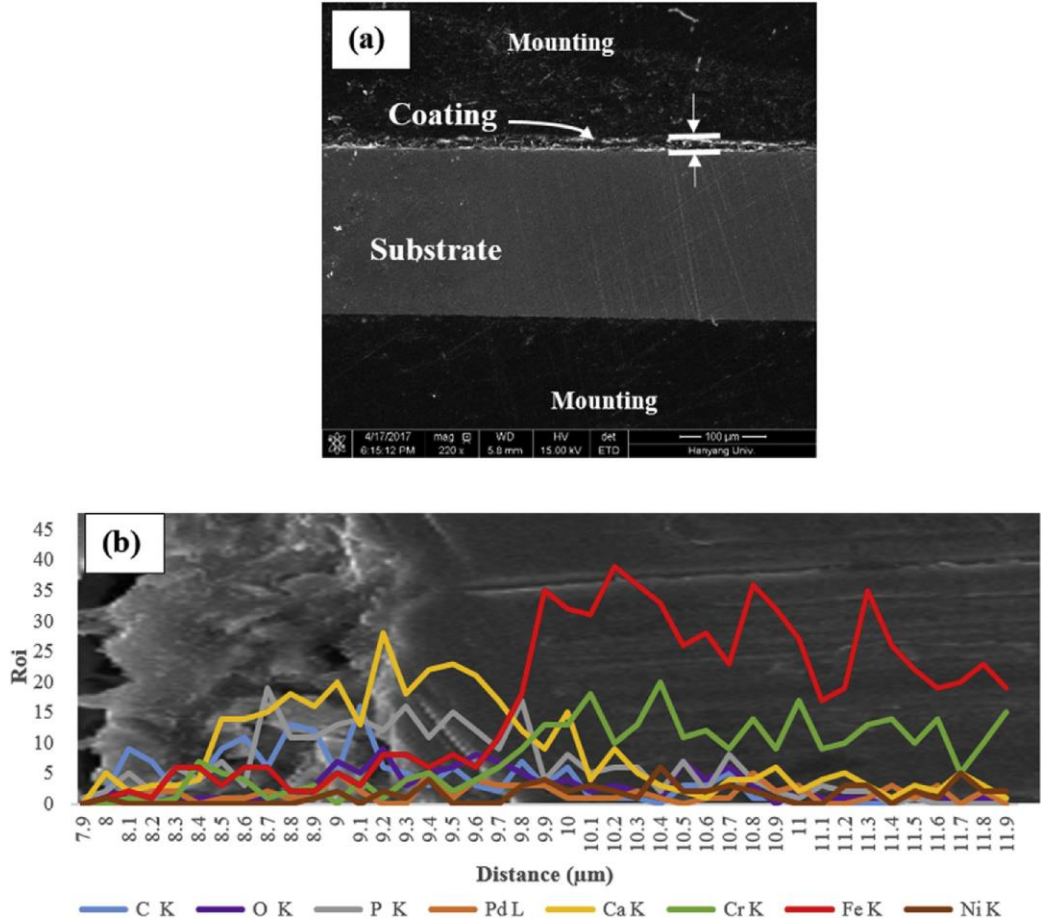 (a)
Mounting
Coating
Substrate
Mounting
4/17/2017 mag WD HV det 100 µm
6:15:12 PM 220 x 5.8 mm 15.00 kV ETD Hanyang Univ.
(b)
45
40
35
30
25
20
15
10
5
0
Roi
7.9 8 8.1 8.2 8.3 8.4 8.5 8.6 8.7 8.8 8.9 9 9.1 9.2 9.3 9.4 9.5 9.6 9.7 9.8 9.9 10 10.1 10.2 10.3 10.4 10.5 10.6 10.7 10.8 10.9 11 11.1 11.2 11.3 11.4 11.5 11.6 11.7 11.8 11.9
Distance (µm)
C K O K P K Pd L Ca K Cr K Fe K Ni K